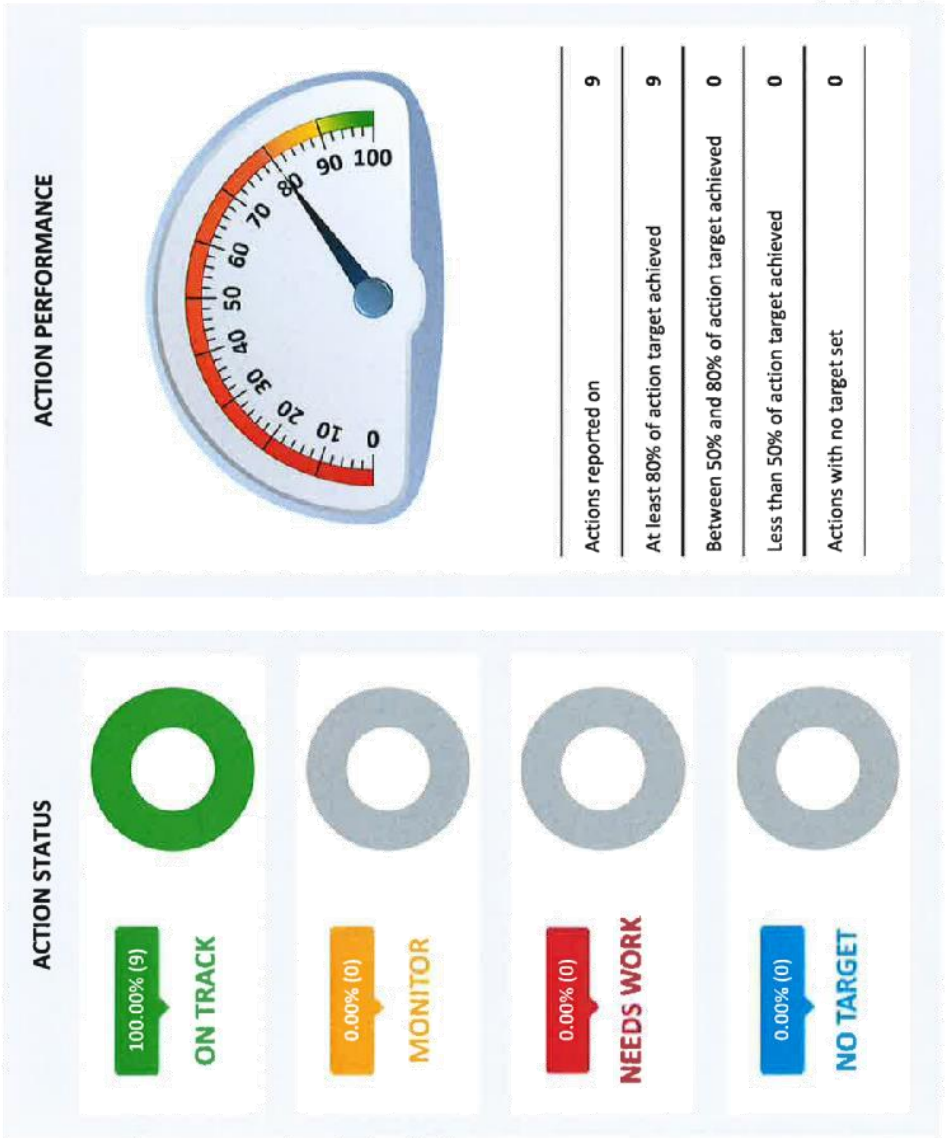 ACTION STATUS
100.00% (9)
ON TRACK
0.00% (0)
MONITOR
0.00% (0)
NEEDS WORK
0.00% (0)
NO TARGET
ACTION PERFORMANCE
0
10
20
30
40
50
60
70
80
90
100
Actions reported on 9
At least 80% of action target achieved 9
Between 50% and 80% of action target achieved 0
Less than 50% of action target achieved 0
Actions with no target set 0